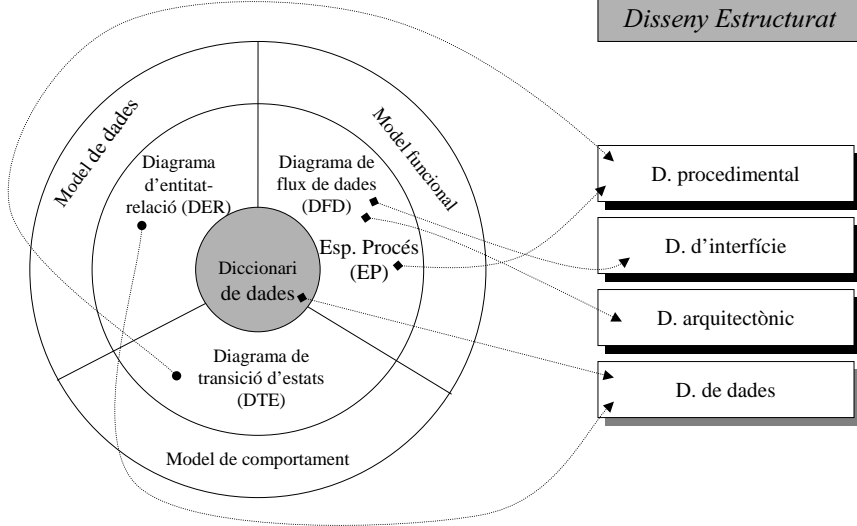 Disseny Estructurat
Model de dades
Model funcional
Diagrama
d’entitat-
relació (DER)
Diagrama de
flux de dades
(DFD)
Esp. Procés
(EP)
Diccionari
de dades
Diagrama de
transició d’estats
(DTE)
Model de comportament
D. procedimental
D. d’interfície
D. arquitectònic
D. de dades